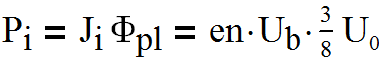 Pᵢ = Jᵢ Φₚₗ = en·U_b·3/8 U₀